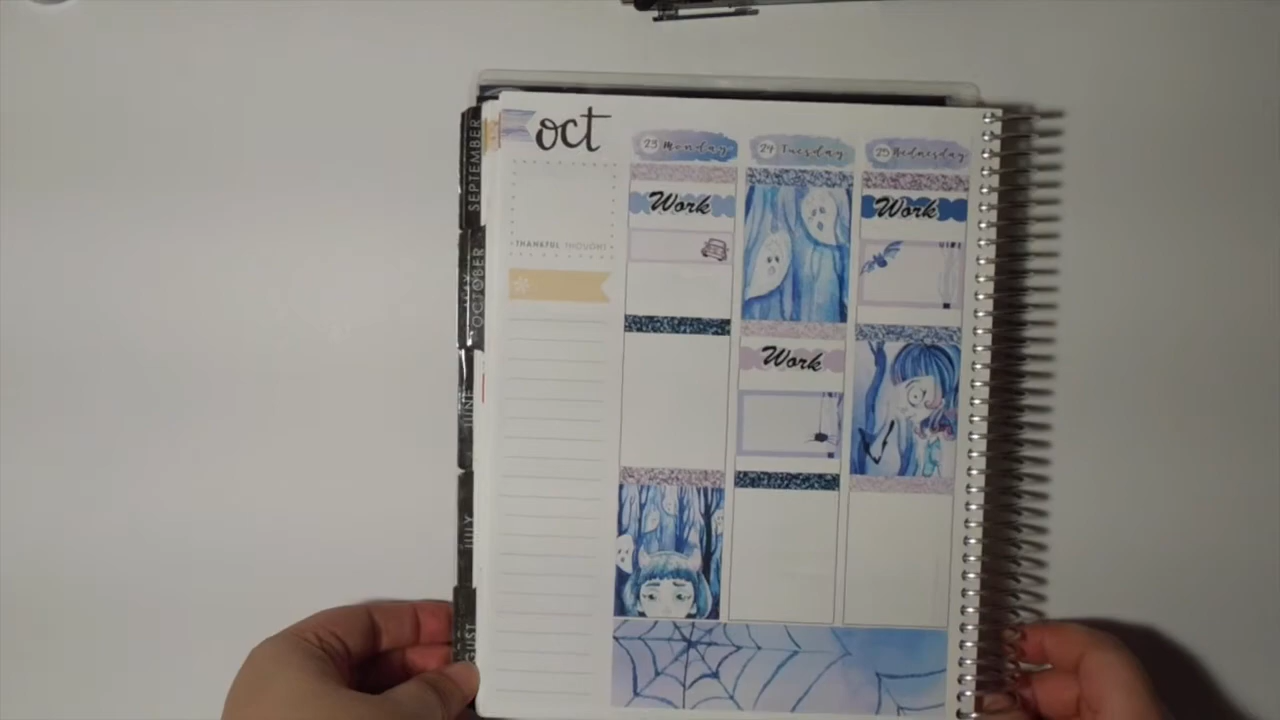 oct
23 Monday
24 Tuesday
25 Wednesday
Work
Work
THANKFUL THOUGHTS
Work
SEPTEMBER
OCTOBER
JUNE
JULY